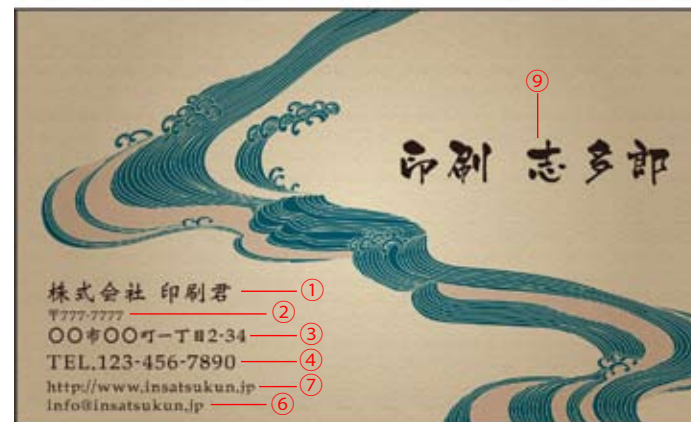 ⑨
印刷 志多郎
株式会社 印刷君 ①
〒777-7777 ②
〇〇市〇〇町一丁目2-34 ③
TEL.123-456-7890 ④
http://www.insatsukun.jp ⑦
info@insatsukun.jp ⑥